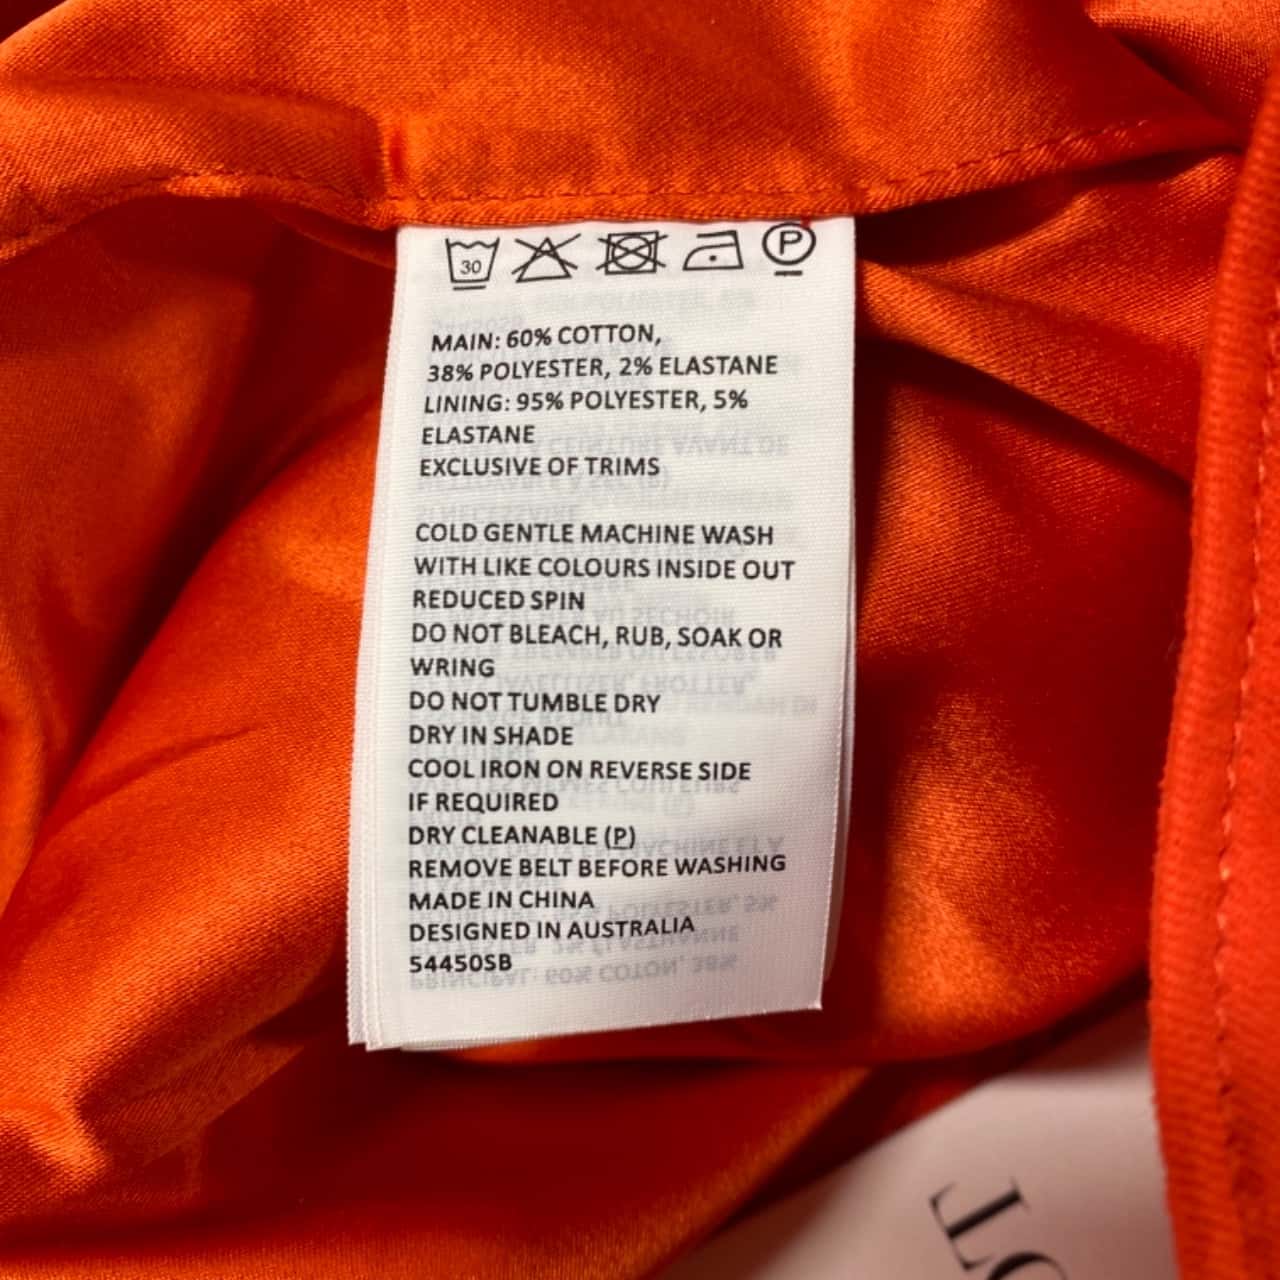 30 P
MAIN: 60% COTTON,
38% POLYESTER, 2% ELASTANE
LINING: 95% POLYESTER, 5%
ELASTANE
EXCLUSIVE OF TRIMS
COLD GENTLE MACHINE WASH
WITH LIKE COLOURS INSIDE OUT
REDUCED SPIN
DO NOT BLEACH, RUB, SOAK OR
WRING
DO NOT TUMBLE DRY
DRY IN SHADE
COOL IRON ON REVERSE SIDE
IF REQUIRED
DRY CLEANABLE (P)
REMOVE BELT BEFORE WASHING
MADE IN CHINA
DESIGNED IN AUSTRALIA
54450SB